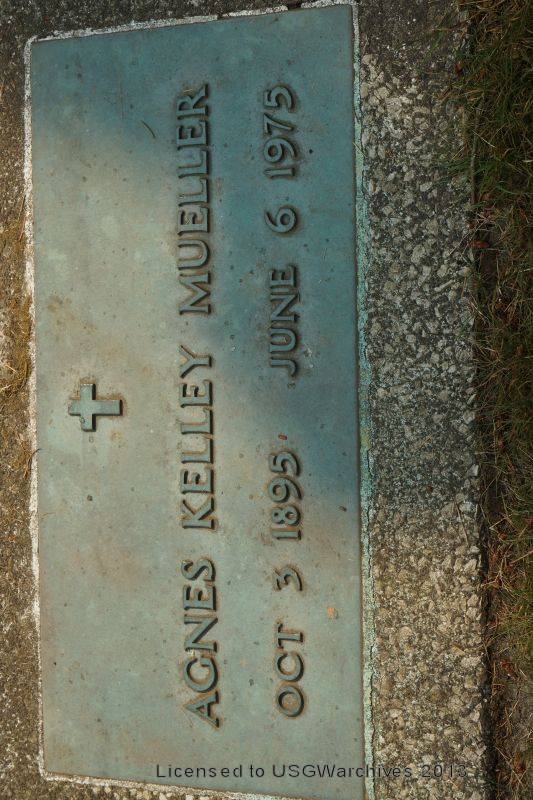 AGNES KELLEY MUELLER
OCT 3 1895 JUNE 6 1975
Licensed to USGWarchives 2013